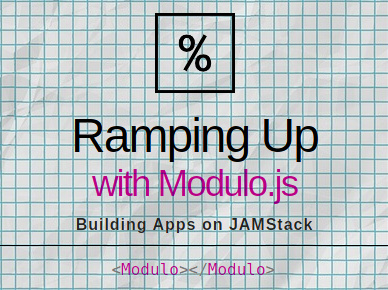 %
Ramping Up
with Modulo.js
Building Apps on JAMStack
<Modulo></Modulo>